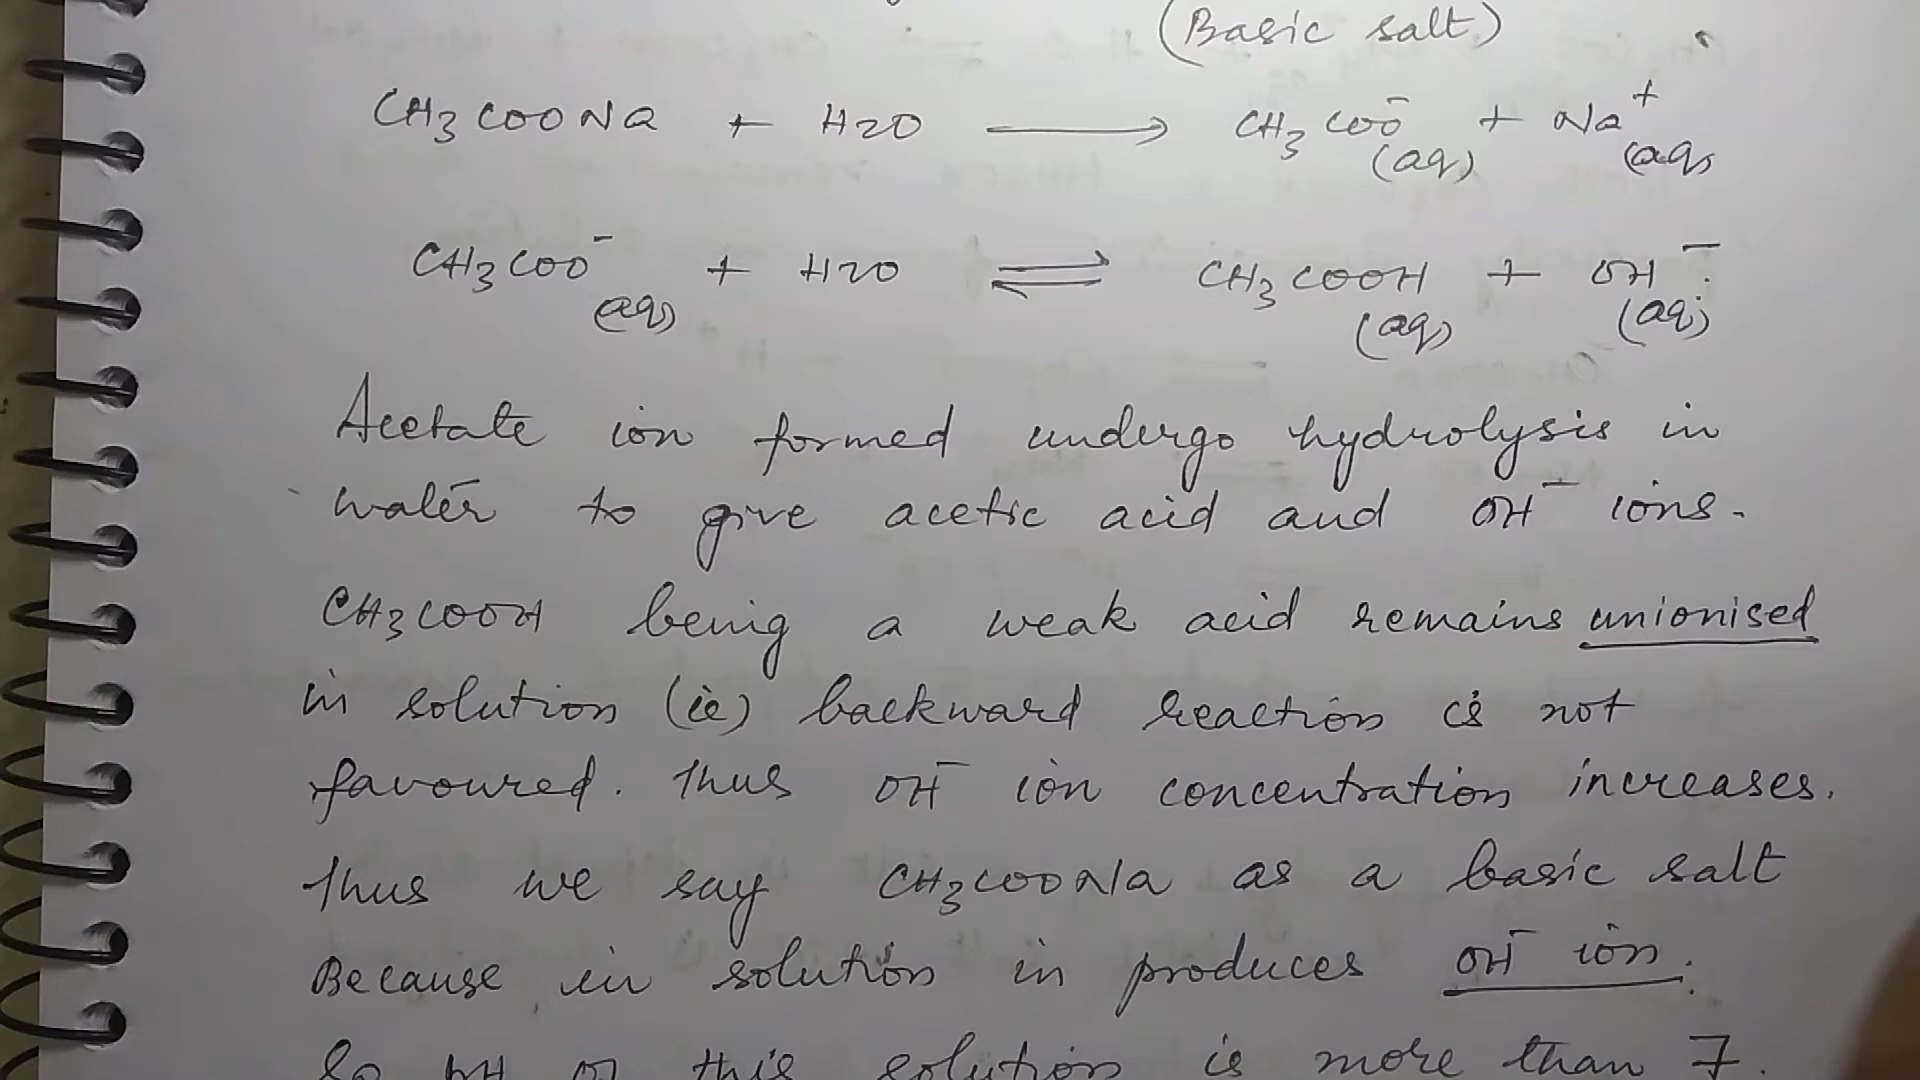 (Basic salt)
CH3COONa + H2O ⟶ CH3COO⁻(aq) + Na⁺(aq)
CH3COO⁻(aq) + H2O ⇌ CH3COOH(aq) + OH⁻(aq)
Acetate ion formed undergo hydrolysis in
water to give acetic acid and OH⁻ ions.
CH3COOH being a weak acid remains unionised
in solution (ie) backward reaction is not
favoured. Thus OH⁻ ion concentration increases.
Thus we say CH3COONa as a basic salt
Because in solution in produces OH⁻ ion.
So pH of this solution is more than 7.